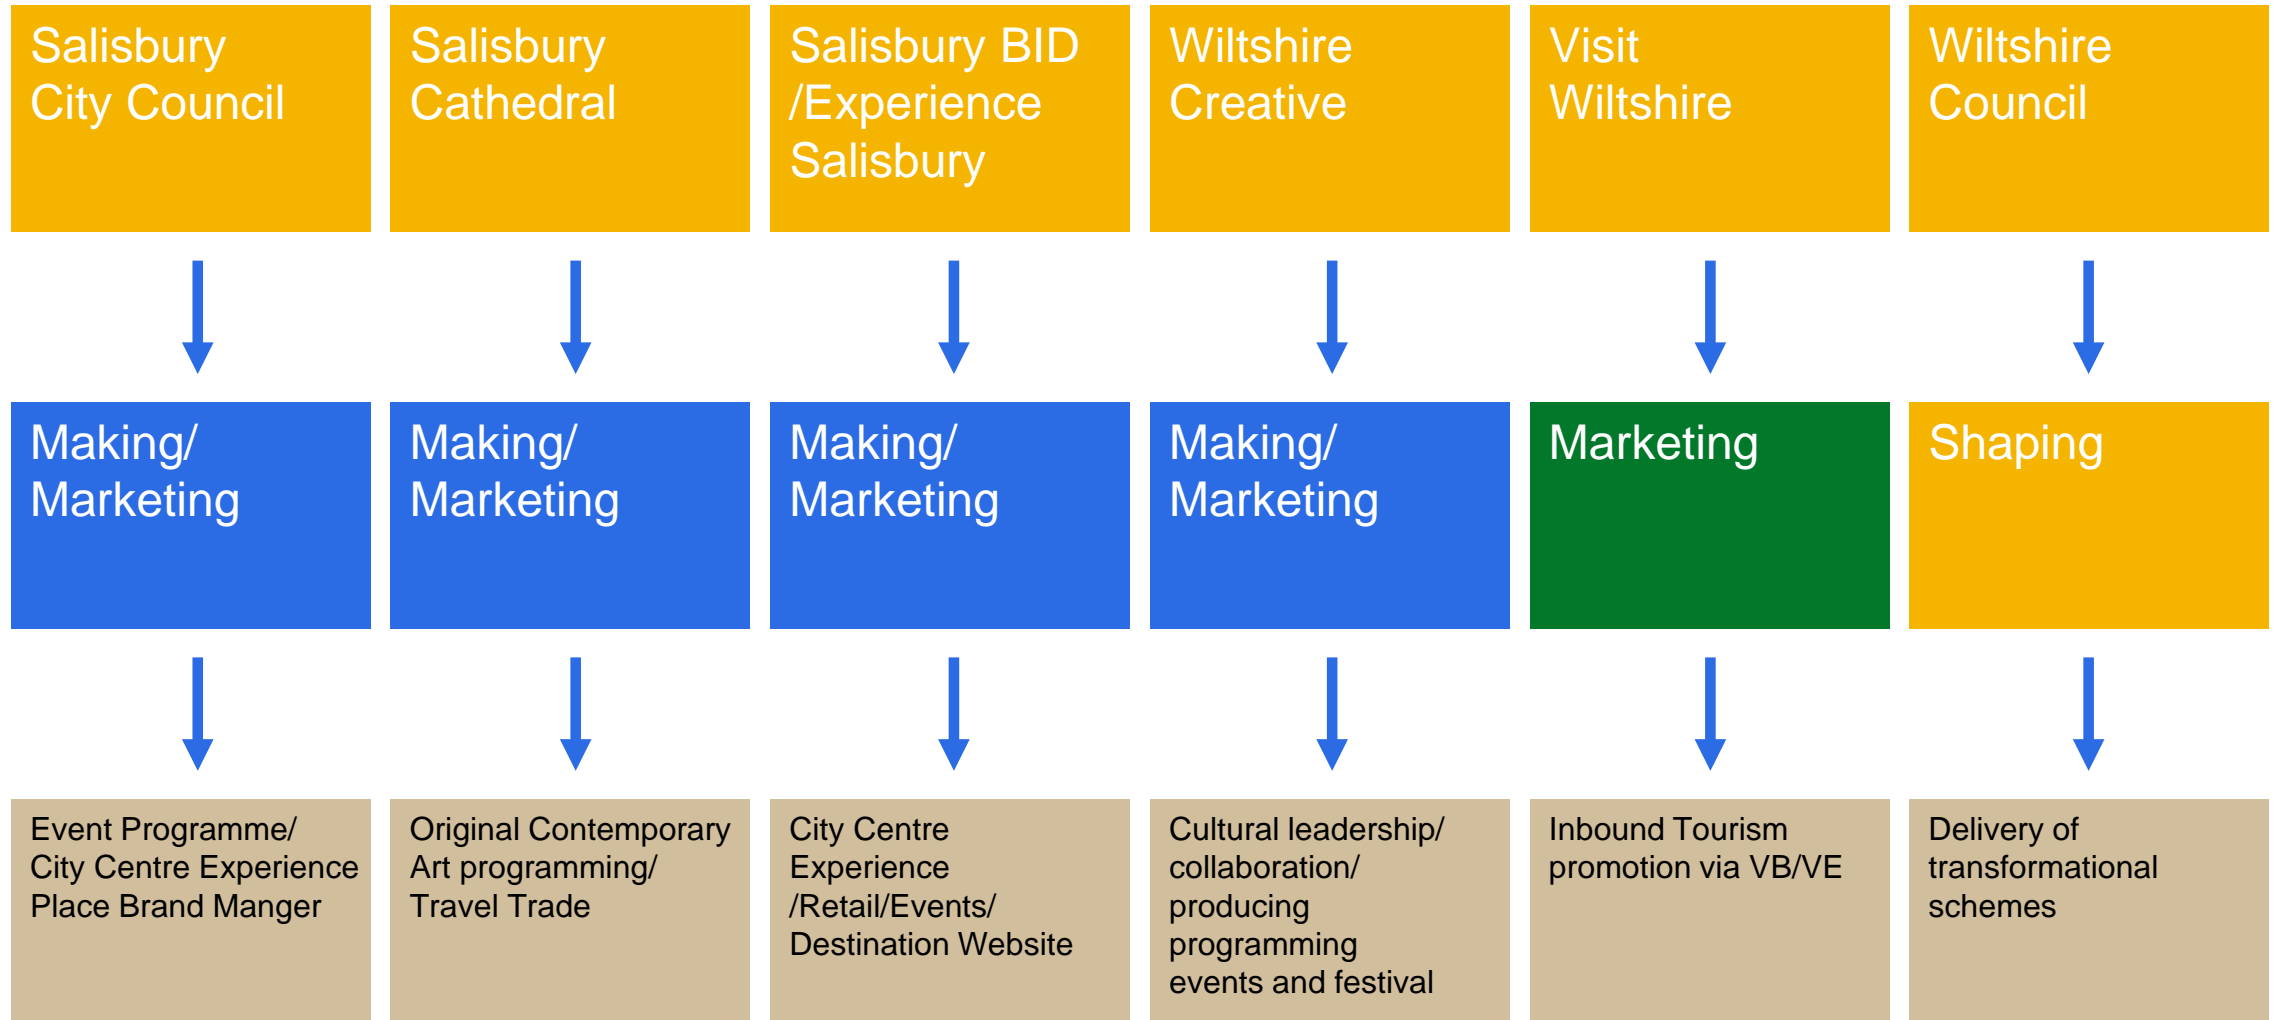 Salisbury
City Council
Salisbury
Cathedral
Salisbury BID
/Experience
Salisbury
Wiltshire
Creative
Visit
Wiltshire
Wiltshire
Council
Making/
Marketing
Making/
Marketing
Making/
Marketing
Making/
Marketing
Marketing
Shaping
Event Programme/
City Centre Experience
Place Brand Manger
Original Contemporary
Art programming/
Travel Trade
City Centre
Experience
/Retail/Events/
Destination Website
Cultural leadership/
collaboration/
producing
programming
events and festival
Inbound Tourism
promotion via VB/VE
Delivery of
transformational
schemes